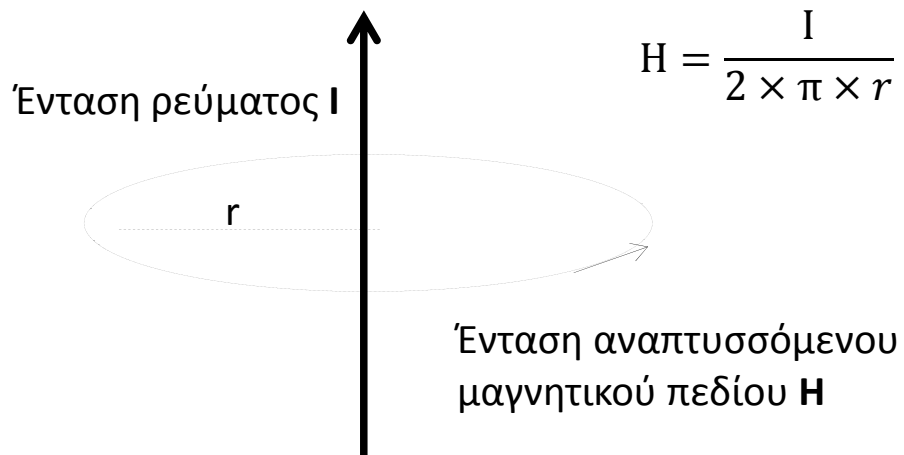 H = I / (2 × π × r)
Ένταση ρεύματος I
r
Ένταση αναπτυσσόμενου
μαγνητικού πεδίου H